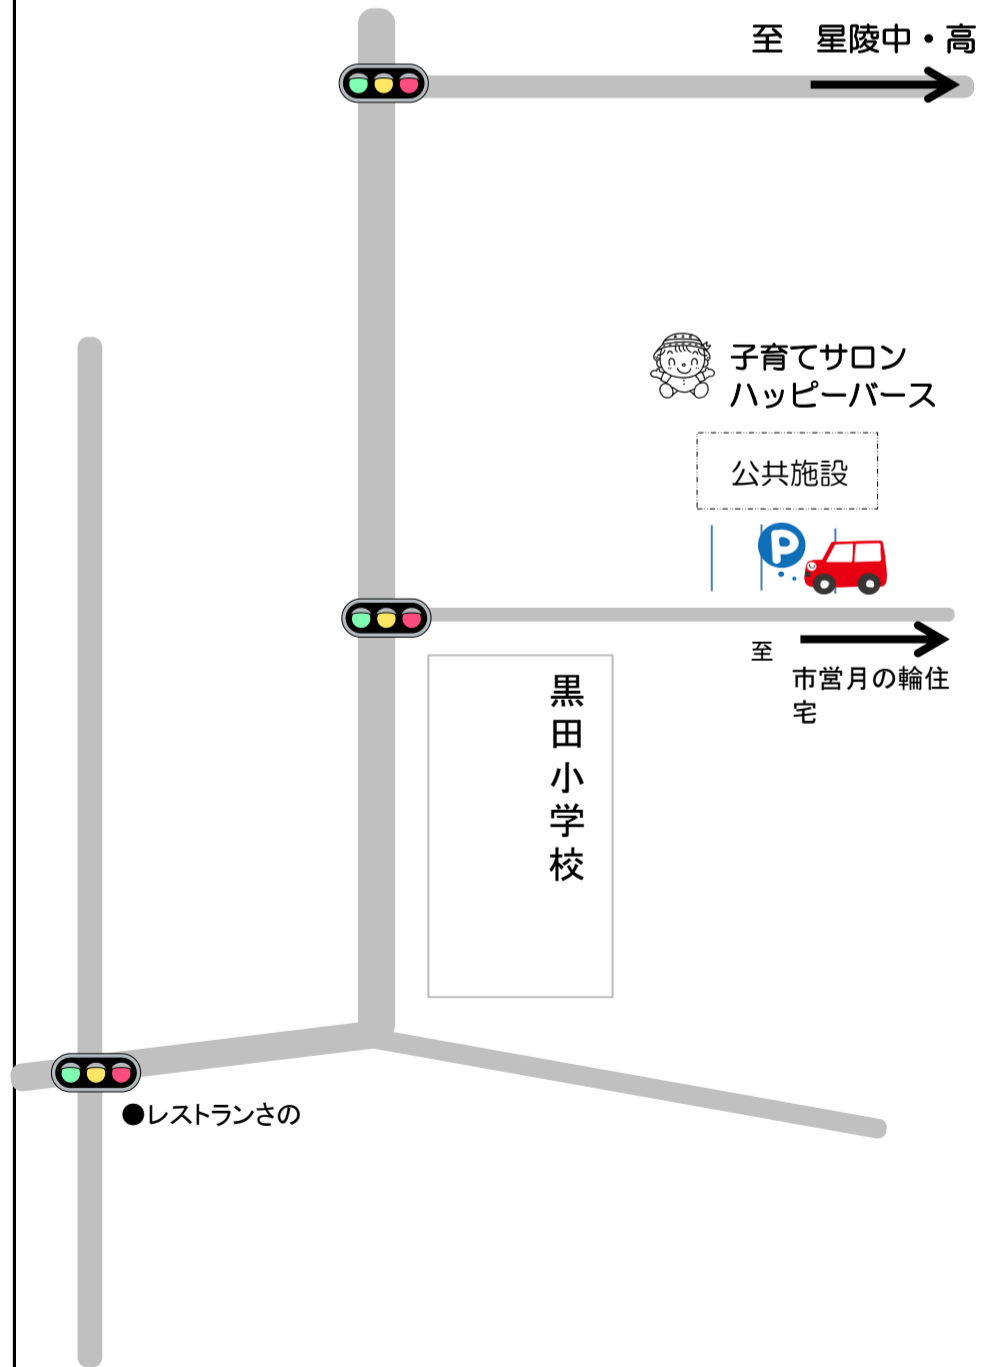 至　星陵中・高
子育てサロン
ハッピーバース
公共施設
P
至
市営月の輪住
宅
黒田小学校
●レストランさの